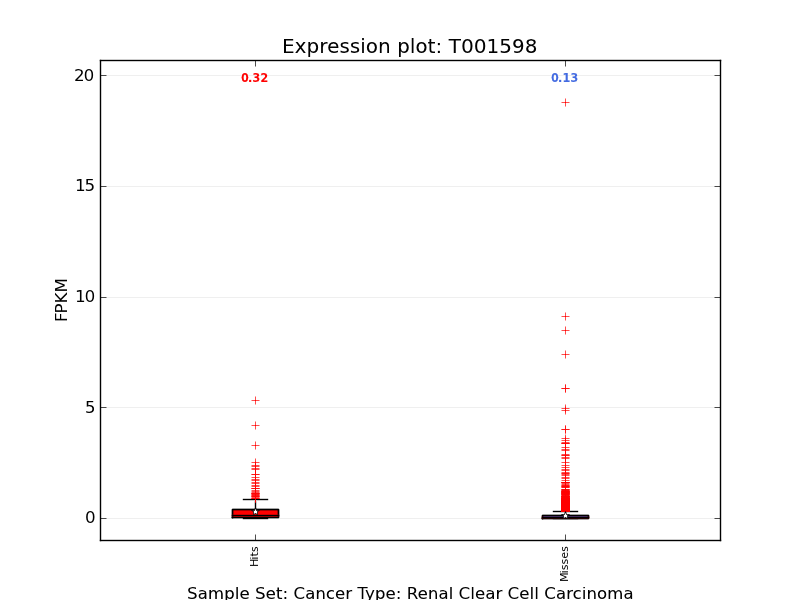 Expression plot: T001598
0.32
0.13
20
15
10
5
0
FPKM
Hits
Misses
Sample Set: Cancer Type: Renal Clear Cell Carcinoma